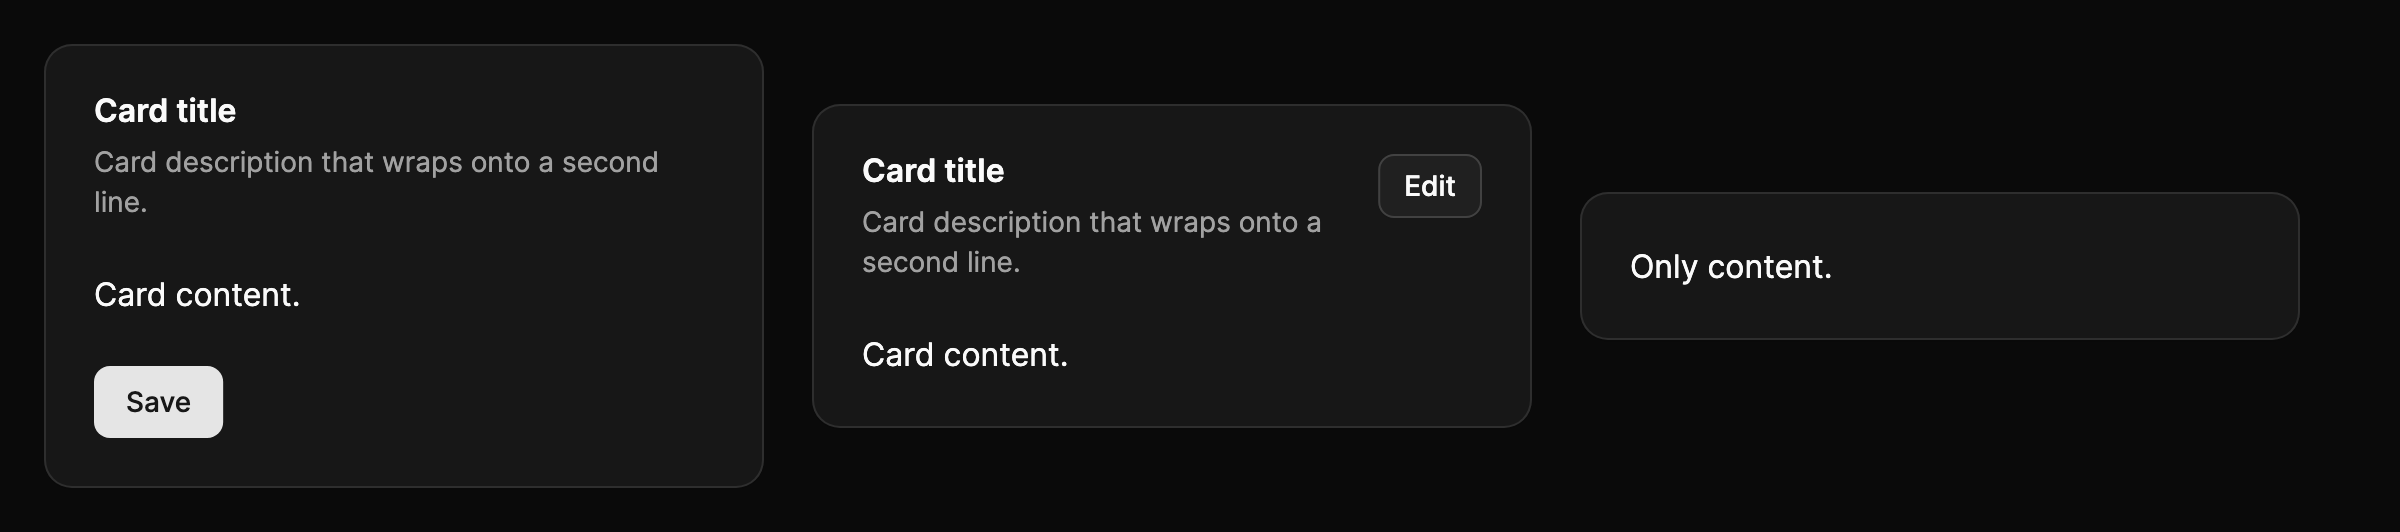 Card title
Card description that wraps onto a second
line.
Card content.
Save
Card title
Edit
Card description that wraps onto a
second line.
Card content.
Only content.